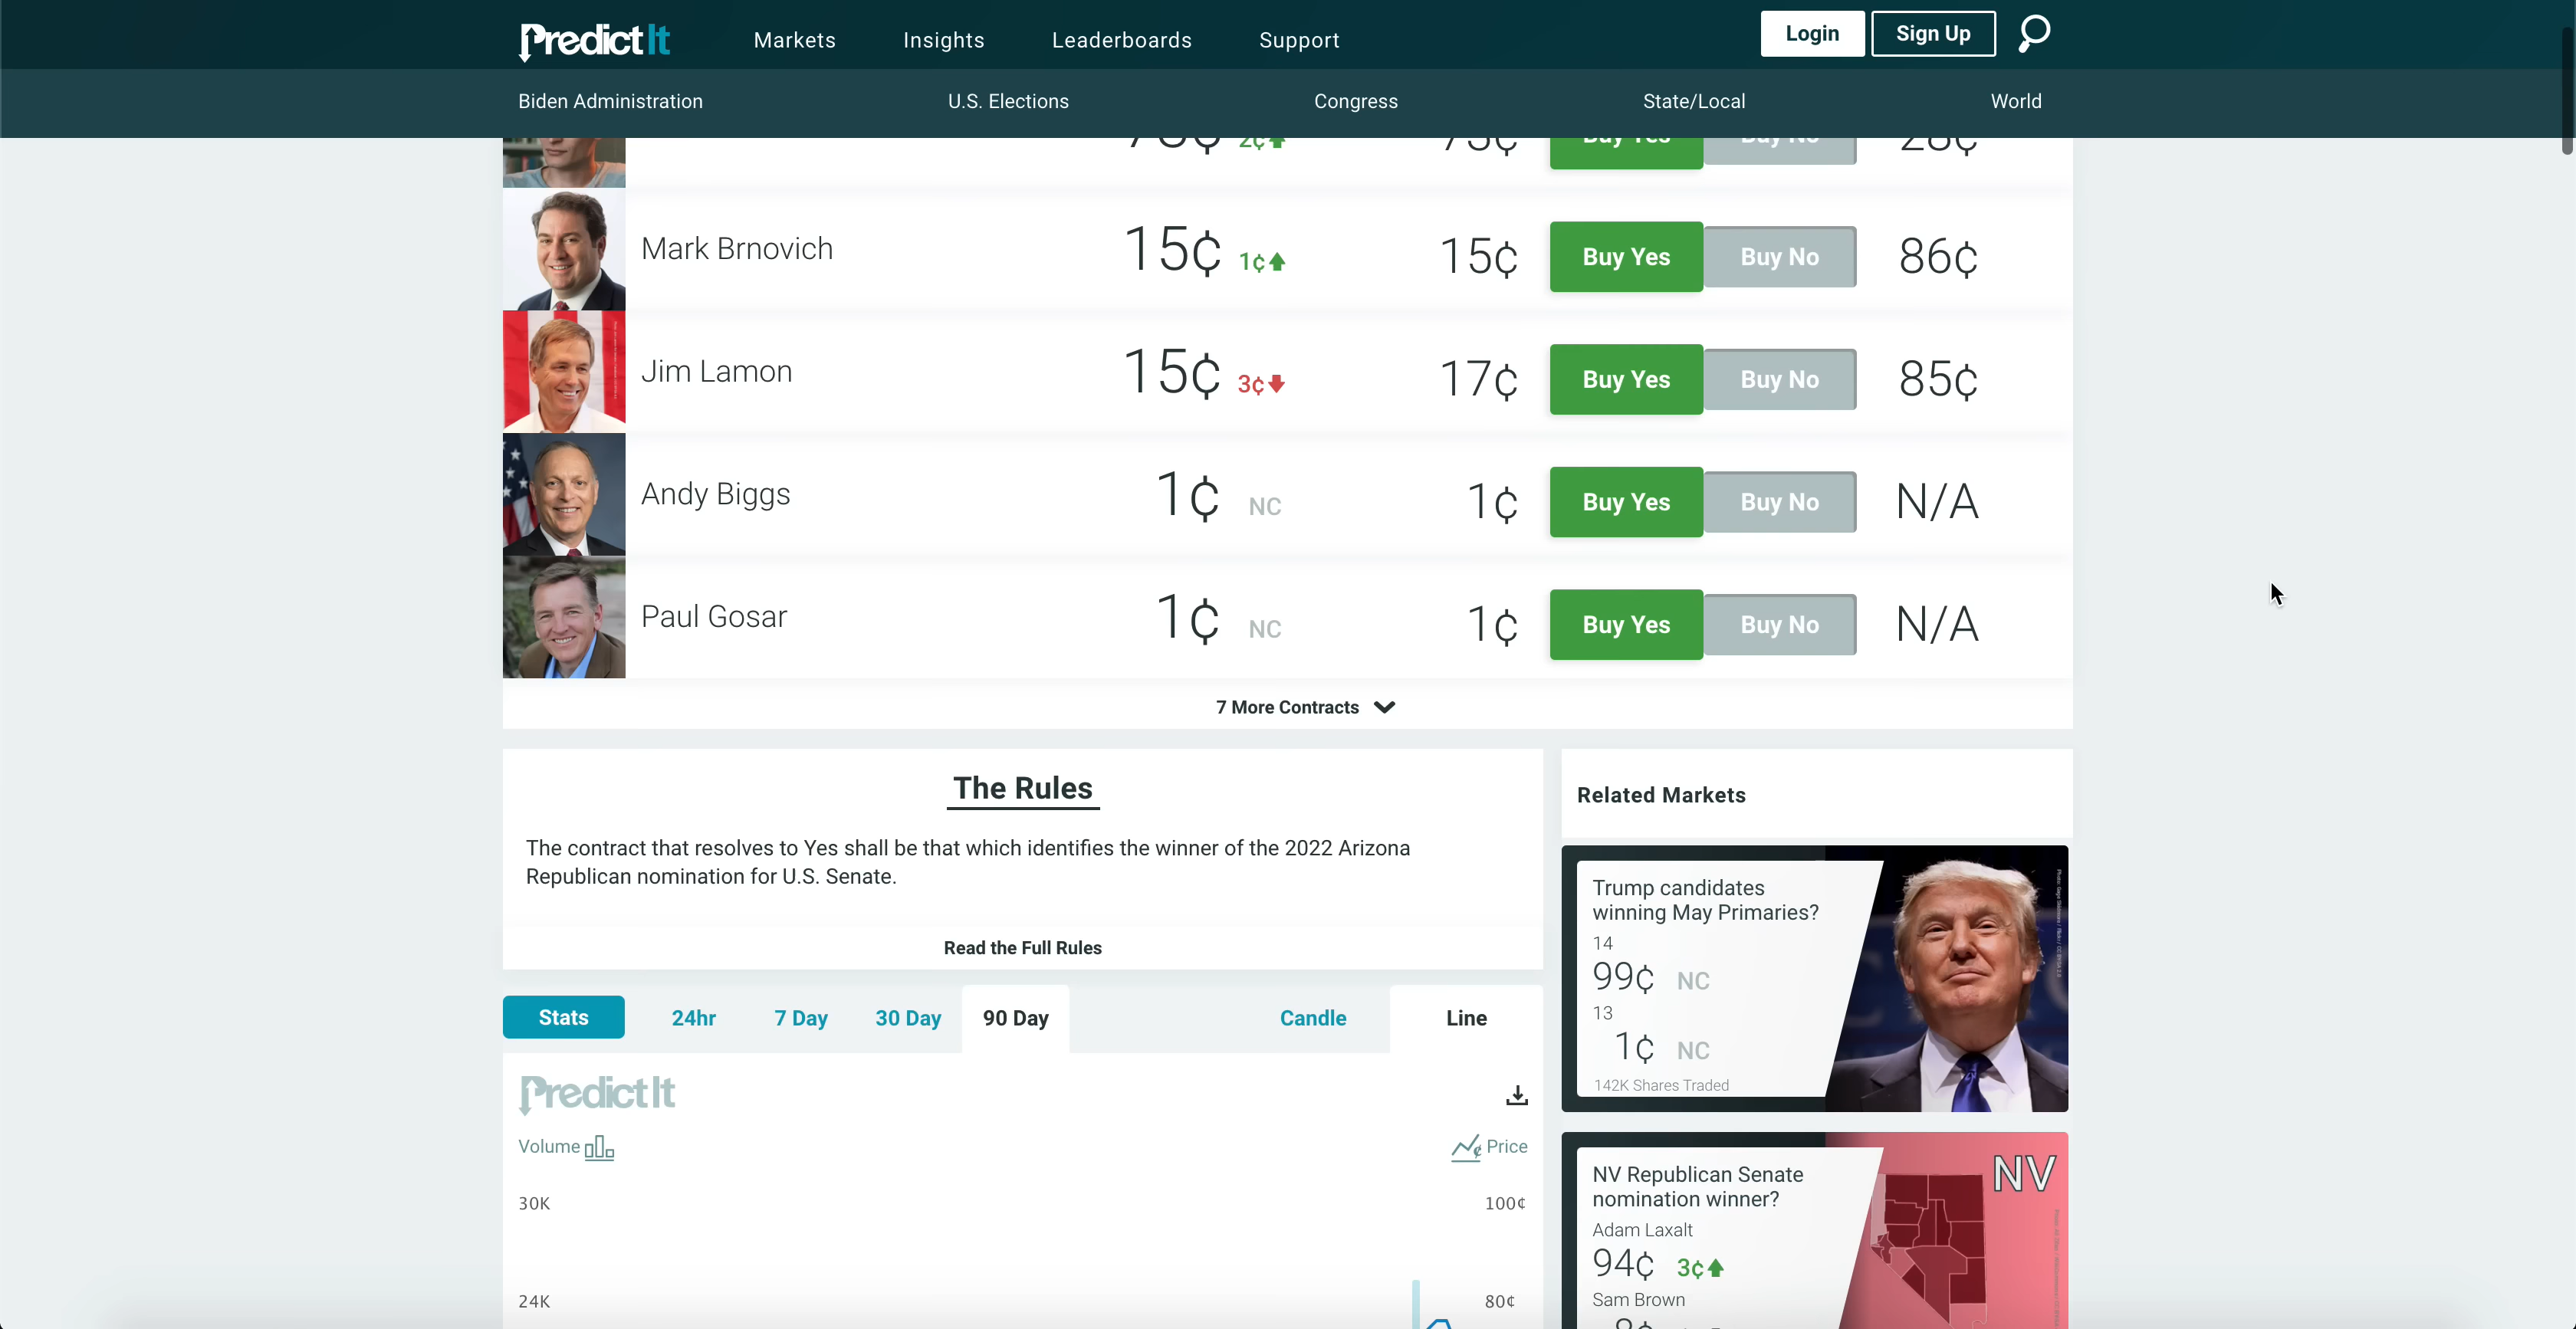 PredictIt
Markets
Insights
Leaderboards
Support
Login
Sign Up
Biden Administration
U.S. Elections
Congress
State/Local
World
2¢
Buy Yes
Buy No
Mark Brnovich
15¢ 1¢
15¢
Buy Yes
Buy No
86¢
Jim Lamon
15¢ 3¢
17¢
Buy Yes
Buy No
85¢
Andy Biggs
1¢ NC
1¢
Buy Yes
Buy No
N/A
Paul Gosar
1¢ NC
1¢
Buy Yes
Buy No
N/A
7 More Contracts
The Rules
The contract that resolves to Yes shall be that which identifies the winner of the 2022 Arizona
Republican nomination for U.S. Senate.
Read the Full Rules
Stats
24hr
7 Day
30 Day
90 Day
Candle
Line
PredictIt
Volume
Price
30K
100¢
24K
80¢
Related Markets
Trump candidates
winning May Primaries?
14
99¢ NC
13
1¢ NC
142K Shares Traded
NV Republican Senate
nomination winner?
Adam Laxalt
94¢ 3¢
Sam Brown
NV